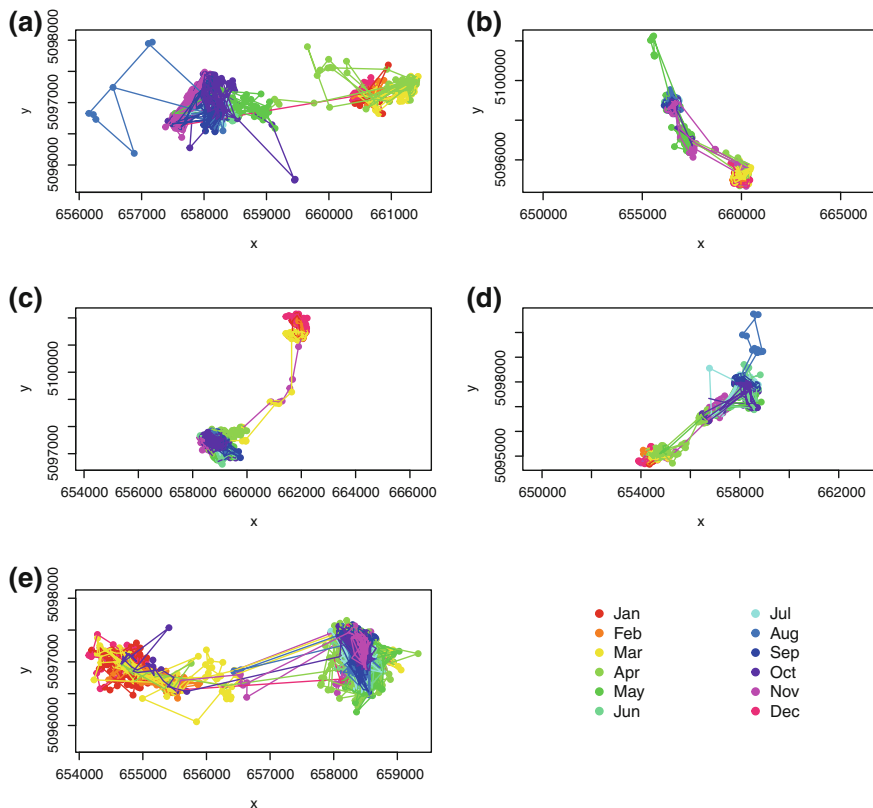 (a)
y
5096000 5097000 5098000
656000 657000 658000 659000 660000 661000
x
(b)
y
5096000 5100000
650000 655000 660000 665000
x
(c)
y
5097000 5100000
654000 656000 658000 660000 662000 664000 666000
x
(d)
y
5095000 5098000
650000 654000 658000 662000
x
(e)
y
5096000 5097000 5098000
654000 655000 656000 657000 658000 659000
x
Jan
Feb
Mar
Apr
May
Jun
Jul
Aug
Sep
Oct
Nov
Dec